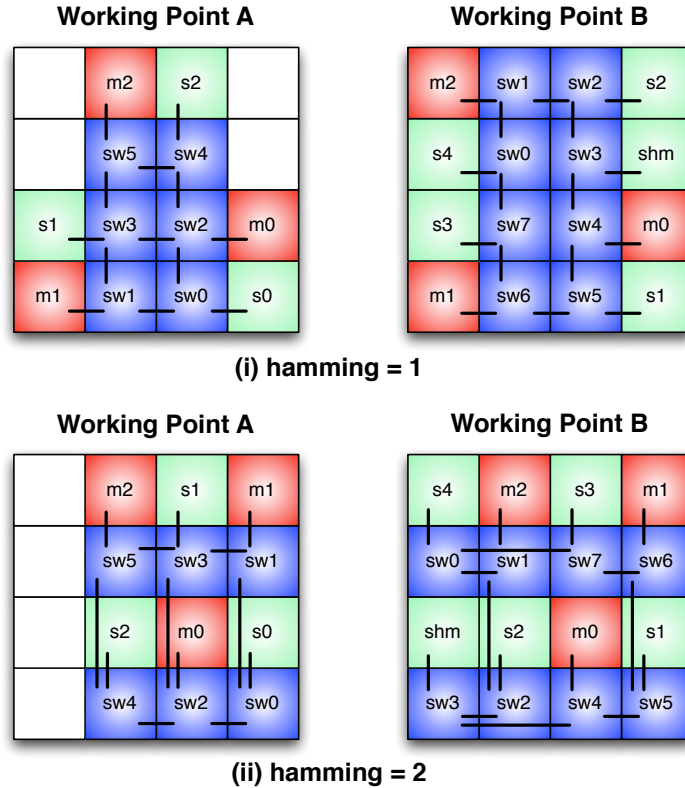 Working Point A Working Point B
m2 s2 m2 sw1 sw2 s2
sw5 sw4 s4 sw0 sw3 shm
s1 sw3 sw2 m0 s3 sw7 sw4 m0
m1 sw1 sw0 s0 m1 sw6 sw5 s1
(i) hamming = 1
Working Point A Working Point B
m2 s1 m1 s4 m2 s3 m1
sw5 sw3 sw1 sw0 sw1 sw7 sw6
s2 m0 s0 shm s2 m0 s1
sw4 sw2 sw0 sw3 sw2 sw4 sw5
(ii) hamming = 2